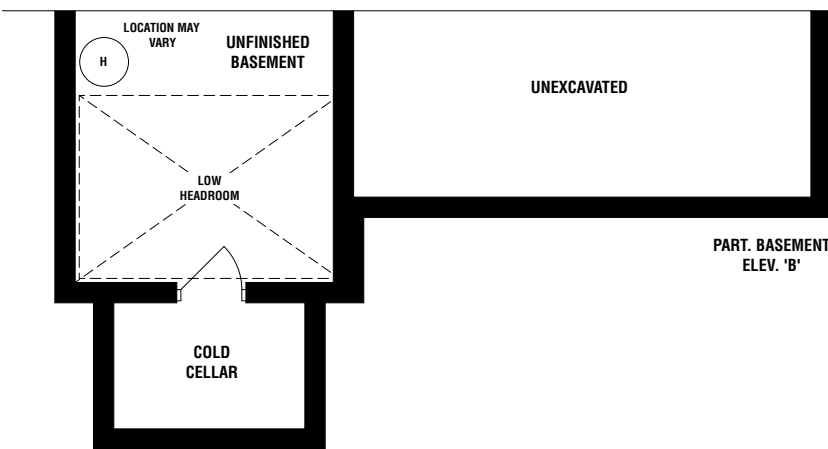 LOCATION MAY
VARY
H
UNFINISHED
BASEMENT
UNEXCAVATED
LOW
HEADROOM
PART. BASEMENT
ELEV. 'B'
COLD
CELLAR